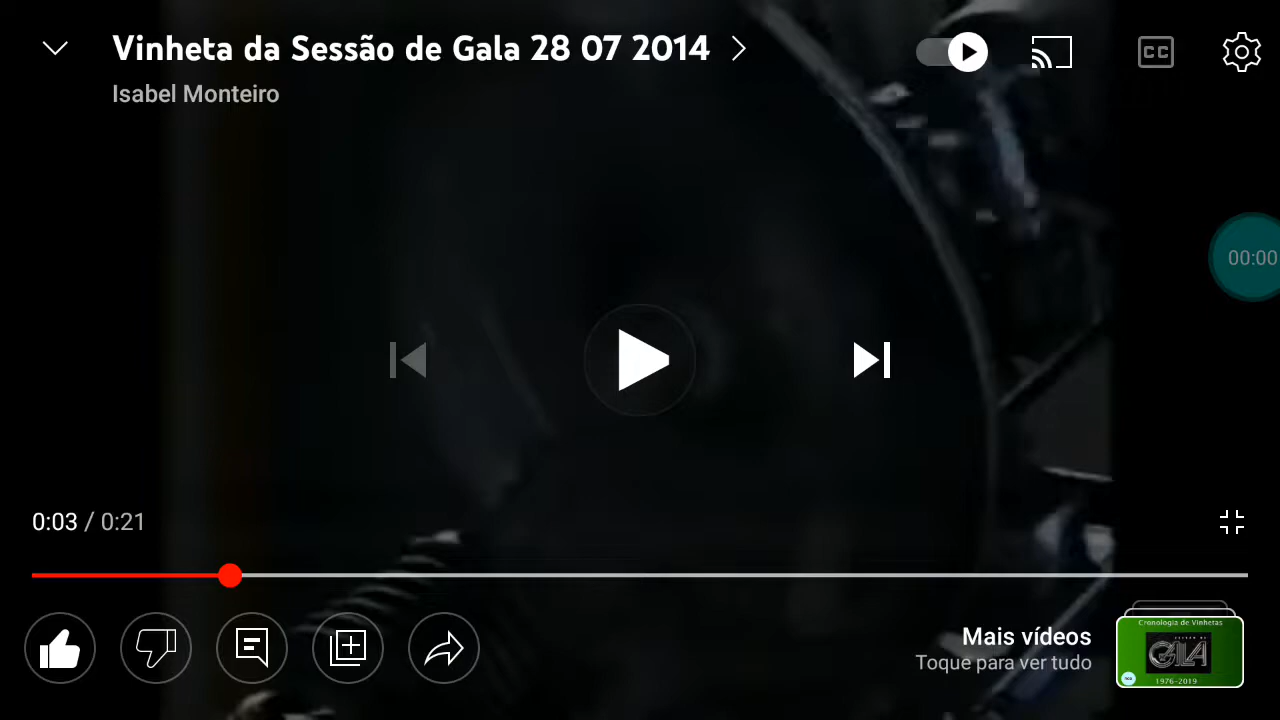 Vinheta da Sessão de Gala 28 07 2014
Isabel Monteiro
CC
00:00
0:03 / 0:21
Mais vídeos
Toque para ver tudo
Cronologia de Vinhetas
GALA
1976-2019